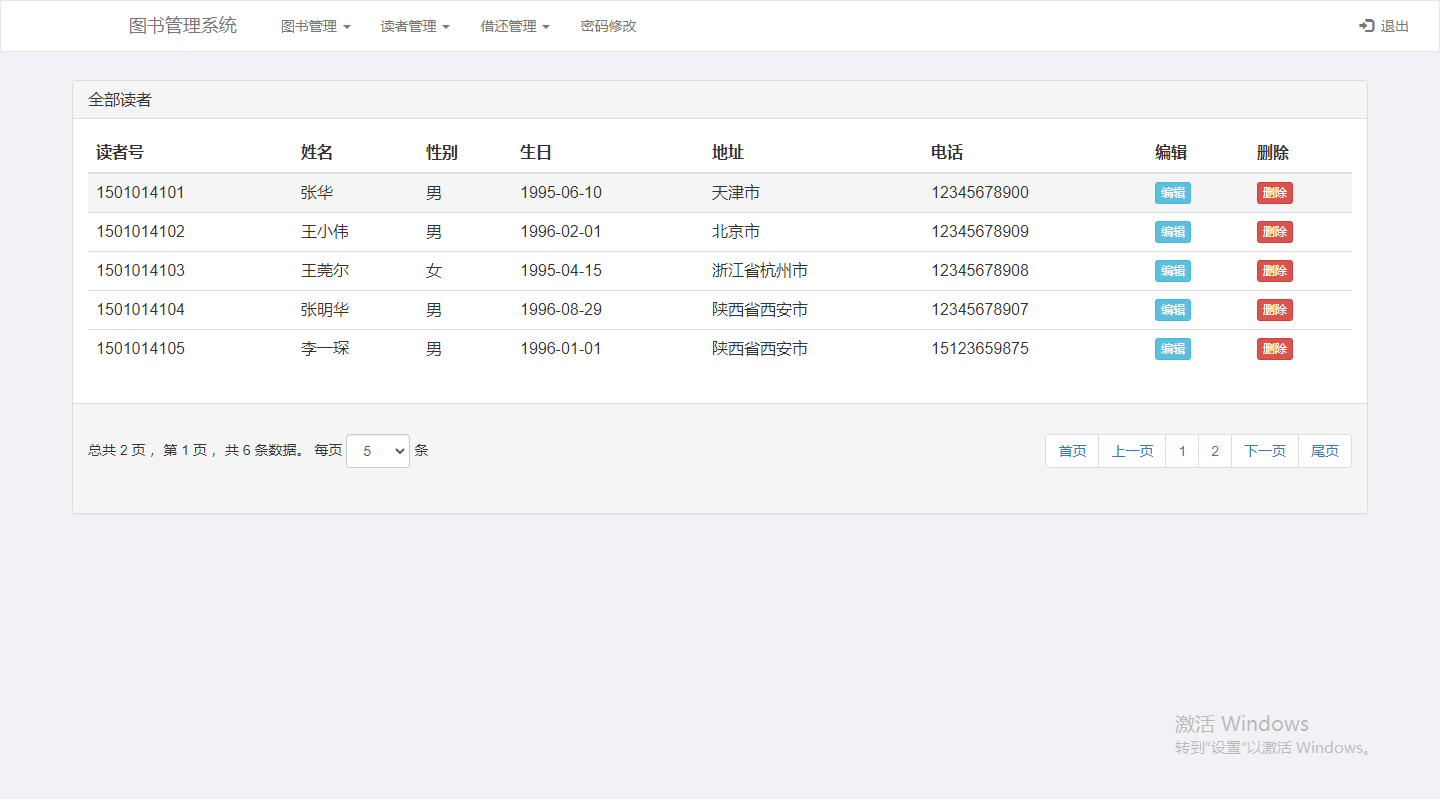 图书管理系统 图书管理 读者管理 借还管理 密码修改 退出
全部读者
读者号 姓名 性别 生日 地址 电话 编辑 删除
1501014101 张华 男 1995-06-10 天津市 12345678900 编辑 删除
1501014102 王小伟 男 1996-02-01 北京市 12345678909 编辑 删除
1501014103 王莞尔 女 1995-04-15 浙江省杭州市 12345678908 编辑 删除
1501014104 张明华 男 1996-08-29 陕西省西安市 12345678907 编辑 删除
1501014105 李一琛 男 1996-01-01 陕西省西安市 15123659875 编辑 删除
总共 2 页 ，第 1 页 ，共 6 条数据。 每页 5 条 首页 上一页 1 2 下一页 尾页
激活 Windows
转到"设置"以激活 Windows。